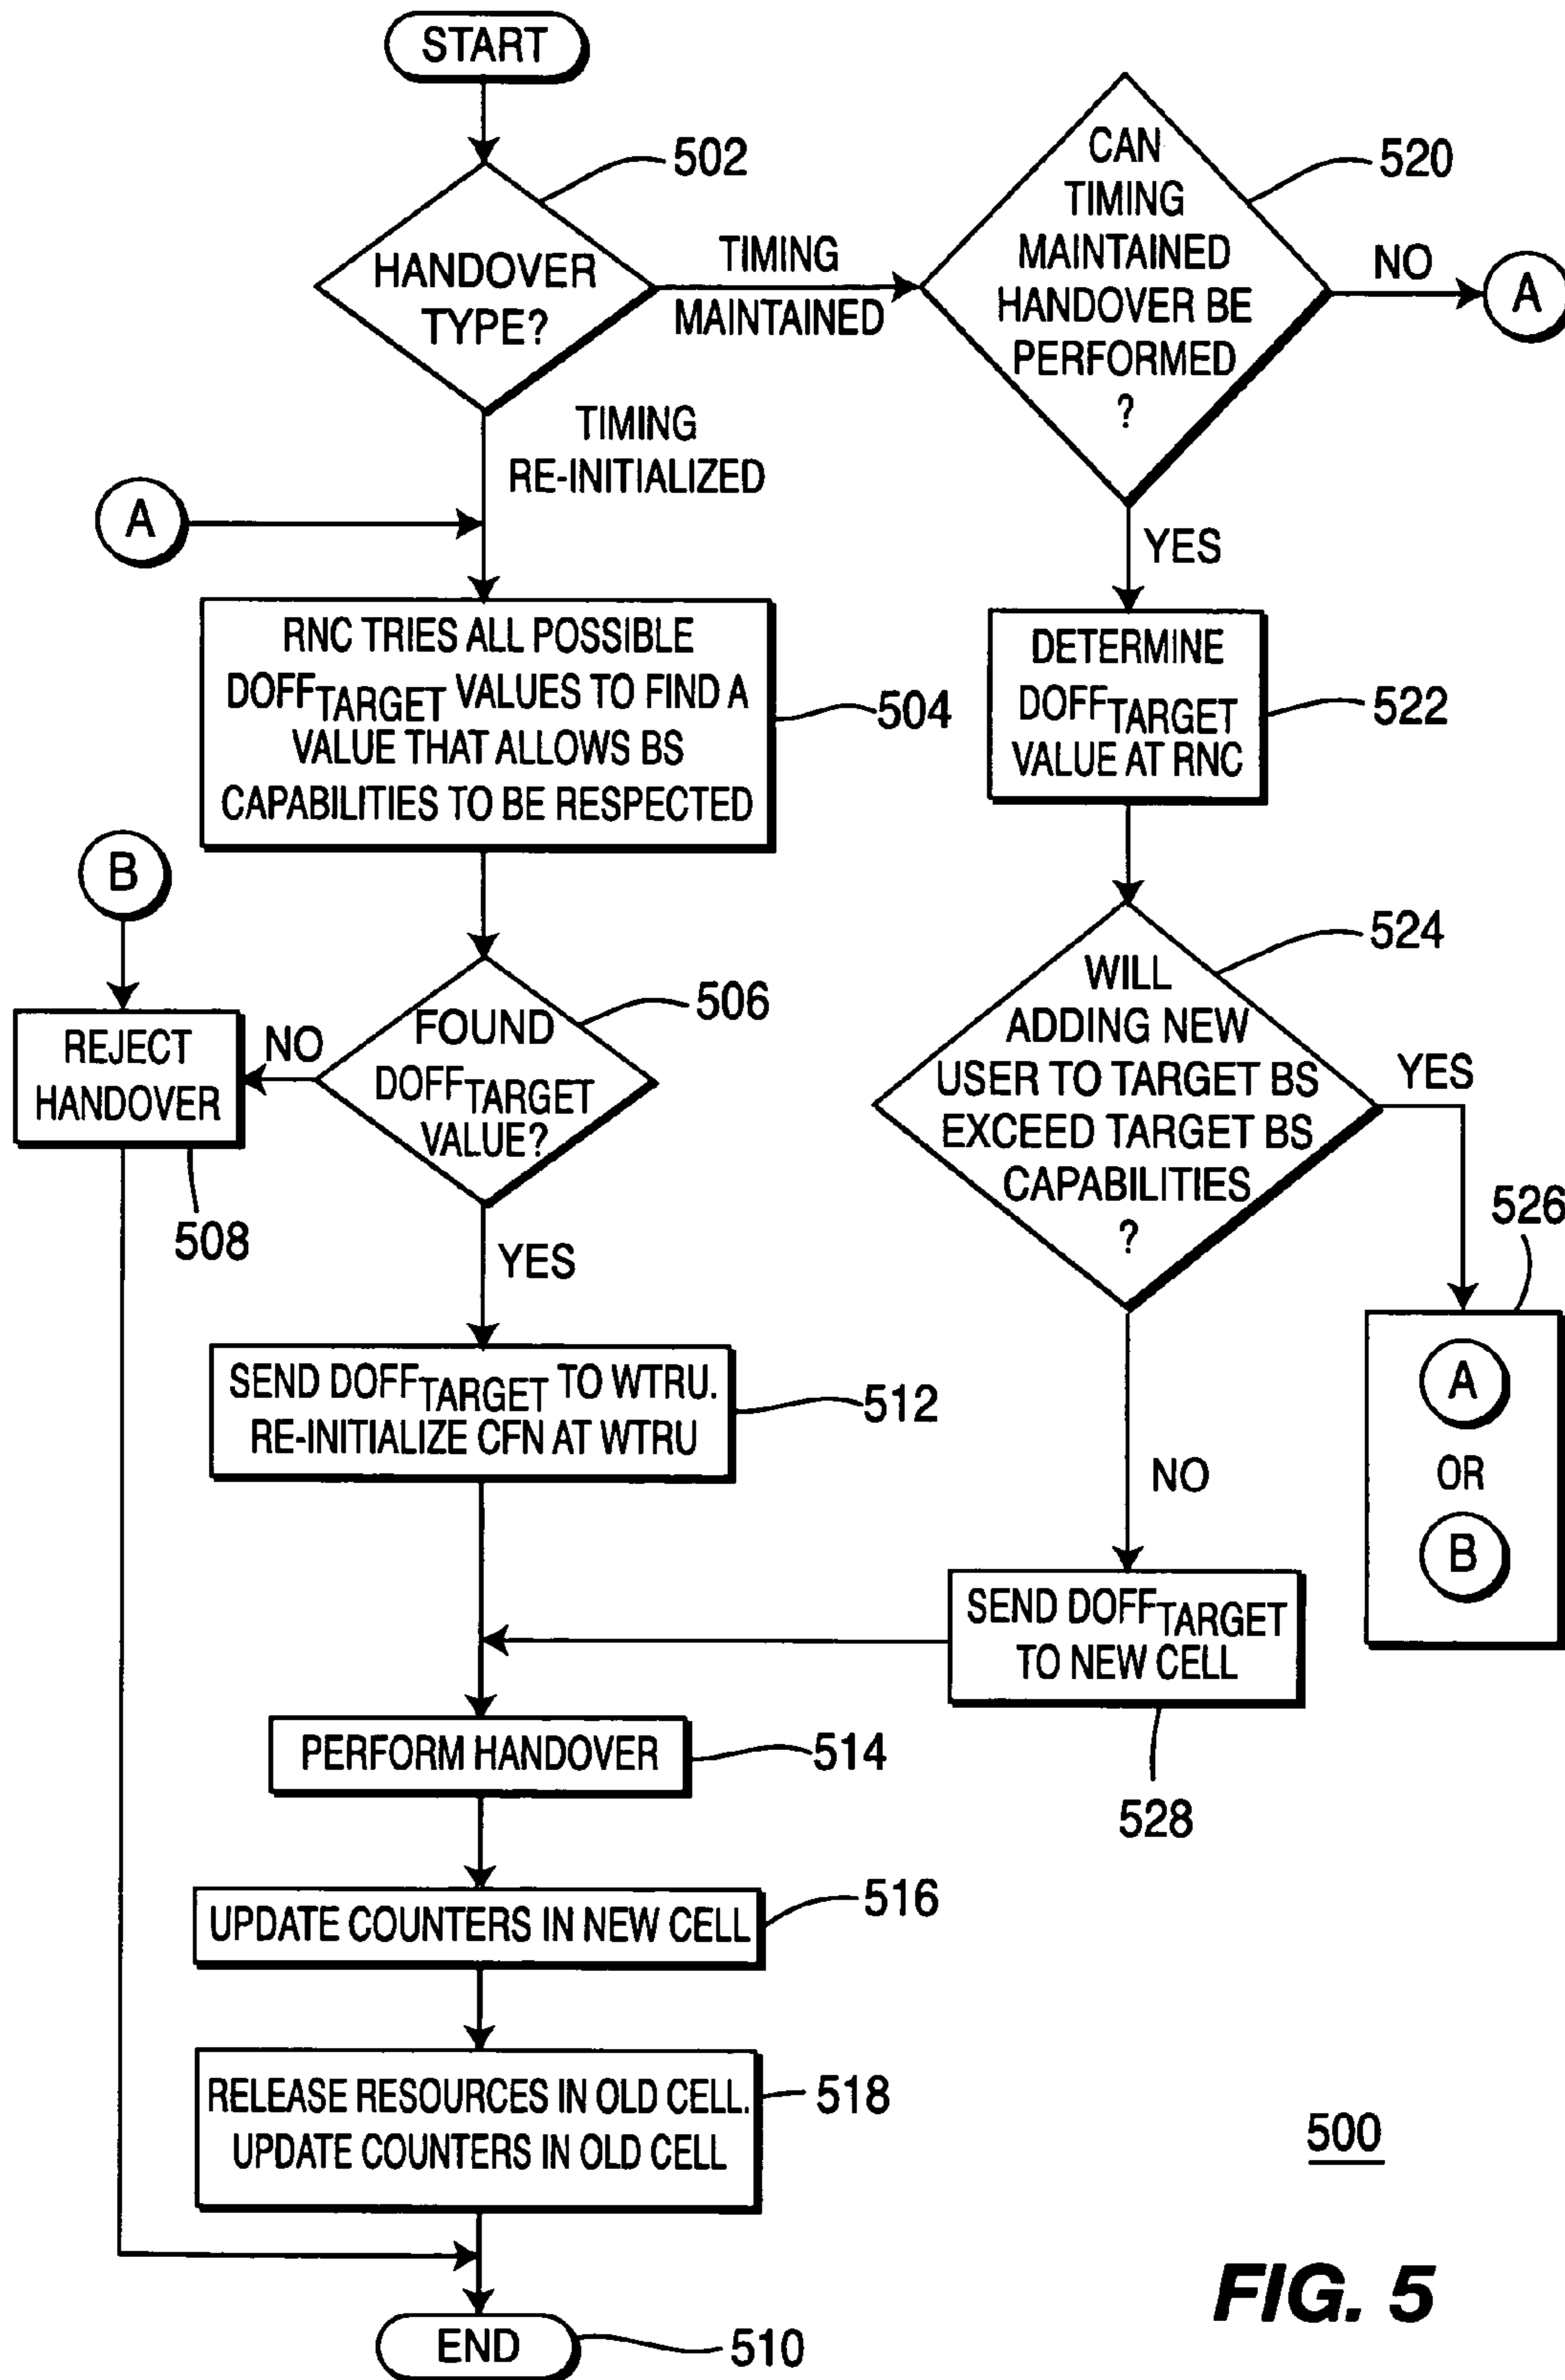 START
502
HANDOVER
TYPE?
TIMING
MAINTAINED
CAN
TIMING
MAINTAINED
HANDOVER BE
PERFORMED
?
520
NO
A
TIMING
RE-INITIALIZED
A
YES
RNC TRIES ALL POSSIBLE
DOFFTARGET VALUES TO FIND A
VALUE THAT ALLOWS BS
CAPABILITIES TO BE RESPECTED
504
DETERMINE
DOFFTARGET
VALUE AT RNC
522
B
REJECT
HANDOVER
508
NO
FOUND
DOFFTARGET
VALUE?
506
YES
WILL
ADDING NEW
USER TO TARGET BS
EXCEED TARGET BS
CAPABILITIES
?
524
YES
526
A
OR
B
NO
SEND DOFFTARGET TO WTRU.
RE-INITIALIZE CFN AT WTRU
512
SEND DOFFTARGET
TO NEW CELL
528
PERFORM HANDOVER
514
UPDATE COUNTERS IN NEW CELL
516
RELEASE RESOURCES IN OLD CELL.
UPDATE COUNTERS IN OLD CELL
518
END
510
500
FIG. 5